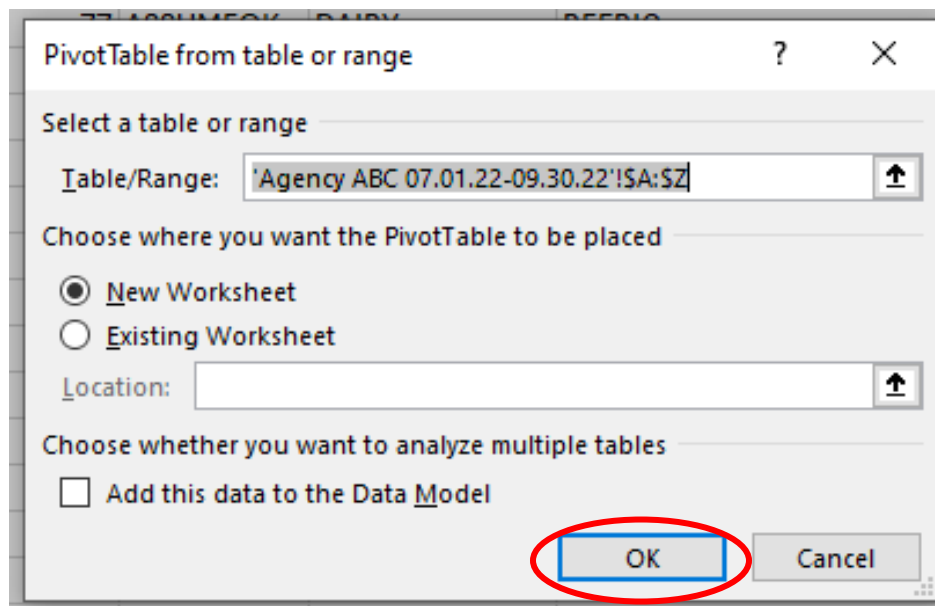 PivotTable from table or range ?
Select a table or range
Table/Range: 'Agency ABC 07.01.22-09.30.22'!$A:$Z
Choose where you want the PivotTable to be placed
New Worksheet
Existing Worksheet
Location:
Choose whether you want to analyze multiple tables
Add this data to the Data Model
OK Cancel